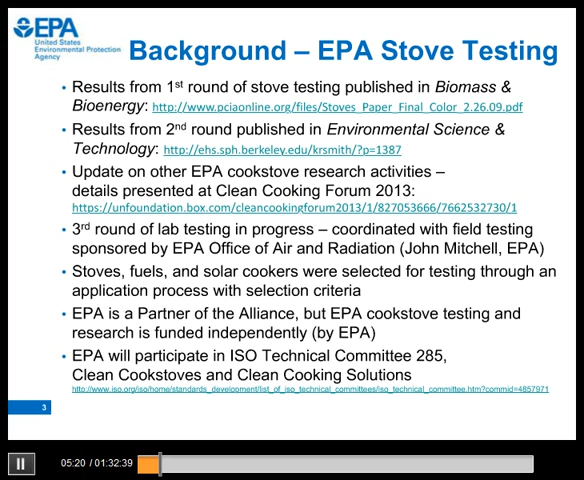 EPA
United States
Environmental Protection
Agency
Background – EPA Stove Testing
• Results from 1st round of stove testing published in Biomass &
Bioenergy: http://www.pciaonline.org/files/Stoves_Paper_Final_Color_2.26.09.pdf
• Results from 2nd round published in Environmental Science &
Technology: http://ehs.sph.berkeley.edu/krsmith/?p=1387
• Update on other EPA cookstove research activities –
details presented at Clean Cooking Forum 2013:
https://unfoundation.box.com/cleancookingforum2013/1/827053666/7662532730/1
• 3rd round of lab testing in progress – coordinated with field testing
sponsored by EPA Office of Air and Radiation (John Mitchell, EPA)
• Stoves, fuels, and solar cookers were selected for testing through an
application process with selection criteria
• EPA is a Partner of the Alliance, but EPA cookstove testing and
research is funded independently (by EPA)
• EPA will participate in ISO Technical Committee 285,
Clean Cookstoves and Clean Cooking Solutions
http://www.iso.org/iso/home/standards_development/list_of_iso_technical_committees/iso_technical_committee.htm?commid=4857971
3
05:20 / 01:32:39